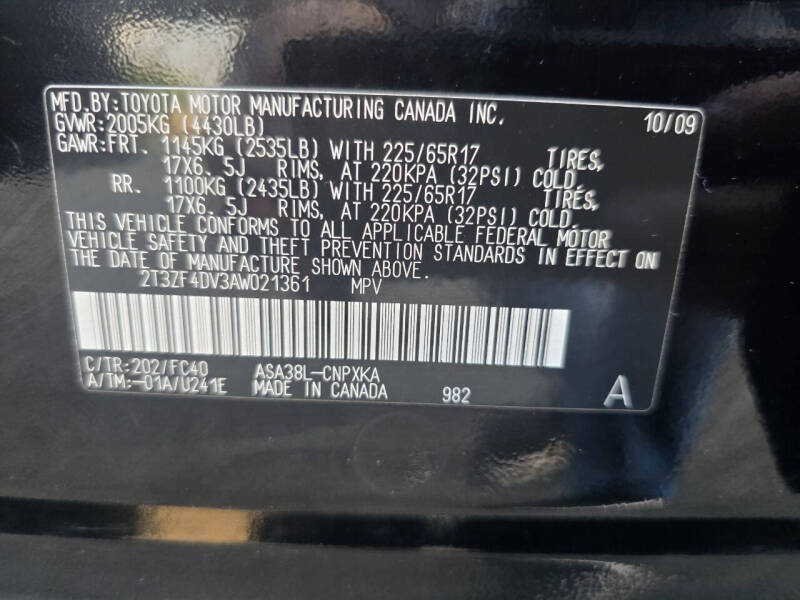 MFD.BY:TOYOTA MOTOR MANUFACTURING CANADA INC. 10/09
GVWR:2005KG (4430LB)
GAWR:FRT. 1145KG (2535LB) WITH 225/65R17 TIRES,
17X6.5J RIMS, AT 220KPA (32PSI) COLD,
RR. 1100KG (2435LB) WITH 225/65R17 TIRES,
17X6.5J RIMS, AT 220KPA (32PSI) COLD.
THIS VEHICLE CONFORMS TO ALL APPLICABLE FEDERAL MOTOR
VEHICLE SAFETY AND THEFT PREVENTION STANDARDS IN EFFECT ON
THE DATE OF MANUFACTURE SHOWN ABOVE.
2T3ZF4DV3AW021361 MPV
C/TR:202/FC40 ASA38L-CNPXKA
A/TM:-01A/U241E MADE IN CANADA 982 A